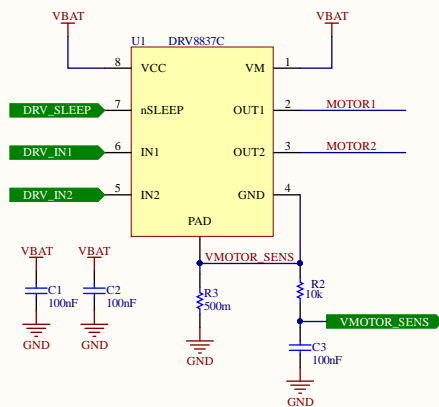 VBAT
VBAT
U1 DRV8837C
8 VCC VM 1
DRV_SLEEP 7 nSLEEP OUT1 2 MOTOR1
DRV_IN1 6 IN1 OUT2 3 MOTOR2
DRV_IN2 5 IN2 GND 4
PAD
VBAT VBAT VMOTOR_SENS
C1
100nF
C2
100nF
R3
500m
R2
10k
VMOTOR_SENS
GND GND GND
C3
100nF
GND